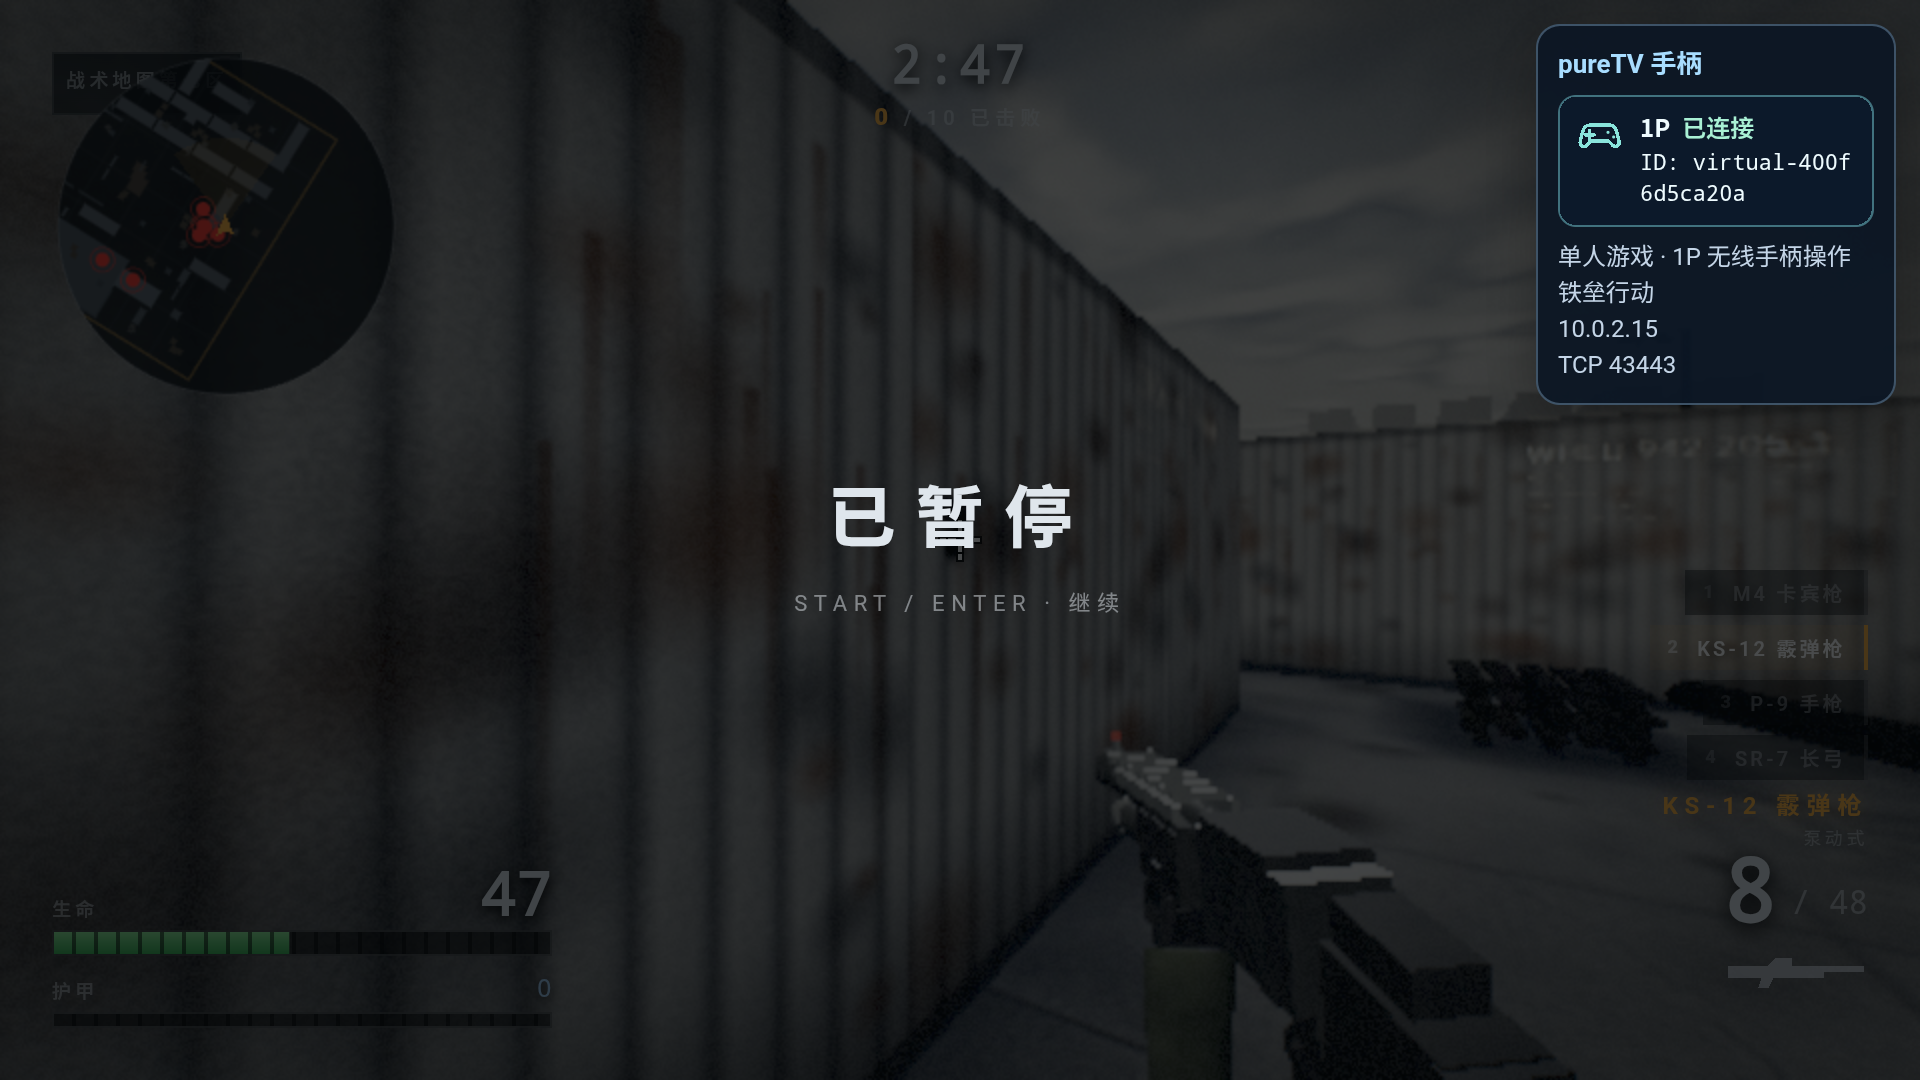 战术地图
2:47
0 / 10 已击败
pureTV 手柄
1P 已连接
ID: virtual-400f
6d5ca20a
单人游戏 · 1P 无线手柄操作
铁垒行动
10.0.2.15
TCP 43443
已暂停
START / ENTER · 继续
1 M4 卡宾枪
2 KS-12 霰弹枪
3 P-9 手枪
4 SR-7 长弓
KS-12 霰弹枪
泵动式
8 / 48
生命 47
护甲 0